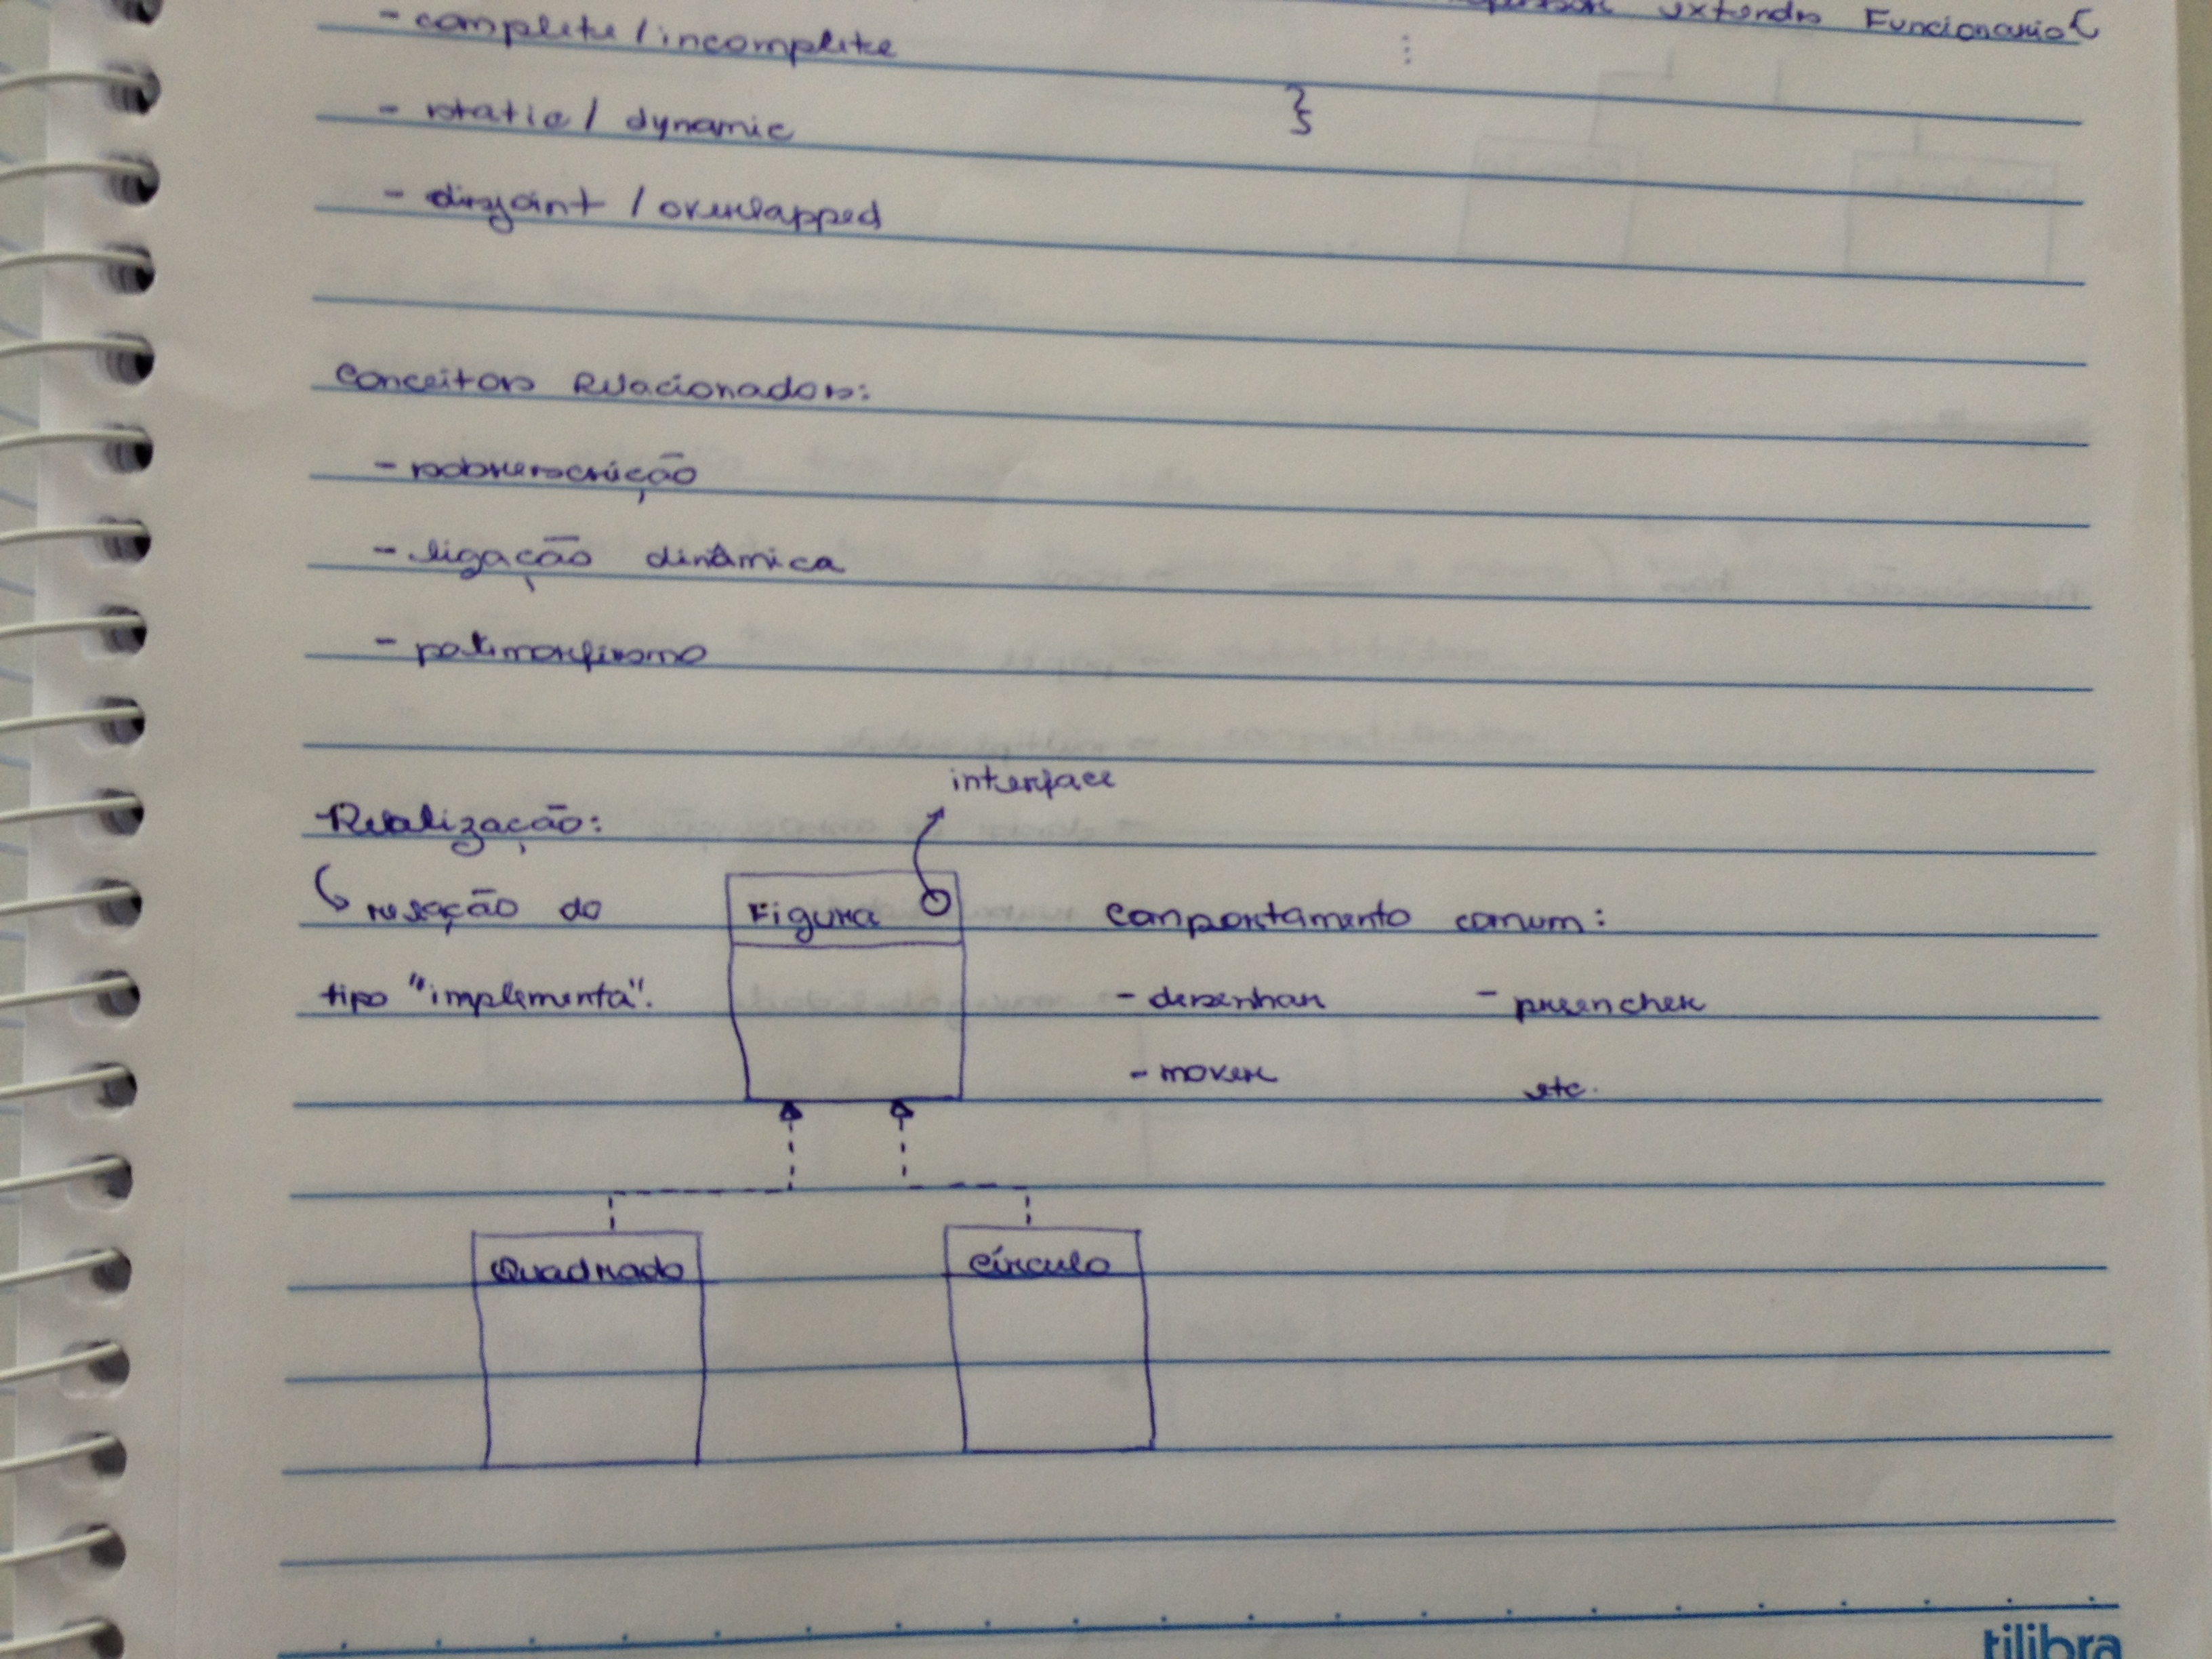 extends Funcionario{
- complete / incomplete
⋮
- static / dynamic
}
- disjoint / overlapped
Conceitos Relacionados:
- sobrescrição
- ligação dinâmica
- polimorfismo
interface
Realização:
relação do
Figura
comportamento comum:
tipo "implementa".
- desenhar
- preencher
- mover
etc.
Quadrado
Círculo
tilibra